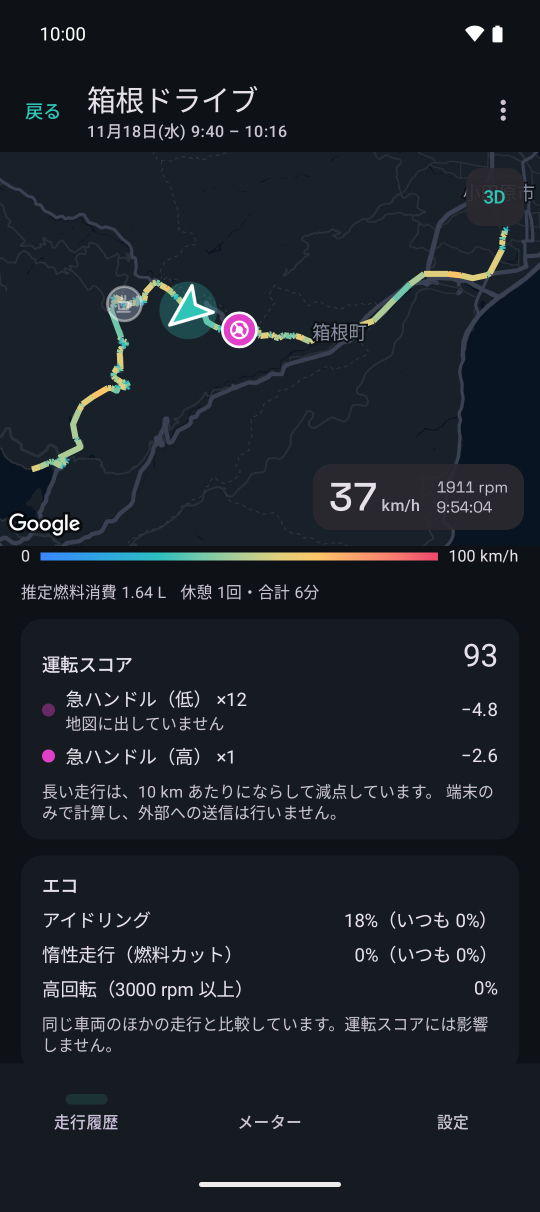 10:00
戻る
箱根ドライブ
11月18日(水) 9:40 – 10:16
3D
箱根町
37 km/h
1911 rpm
9:54:04
Google
0
100 km/h
推定燃料消費 1.64 L 休憩 1回・合計 6分
運転スコア
93
急ハンドル（低） ×12
−4.8
地図に出していません
急ハンドル（高） ×1
−2.6
長い走行は、10 km あたりにならして減点しています。 端末の
みで計算し、外部への送信は行いません。
エコ
アイドリング
18%（いつも 0%）
惰性走行（燃料カット）
0%（いつも 0%）
高回転（3000 rpm 以上）
0%
同じ車両のほかの走行と比較しています。運転スコアには影響
しません。
走行履歴
メーター
設定